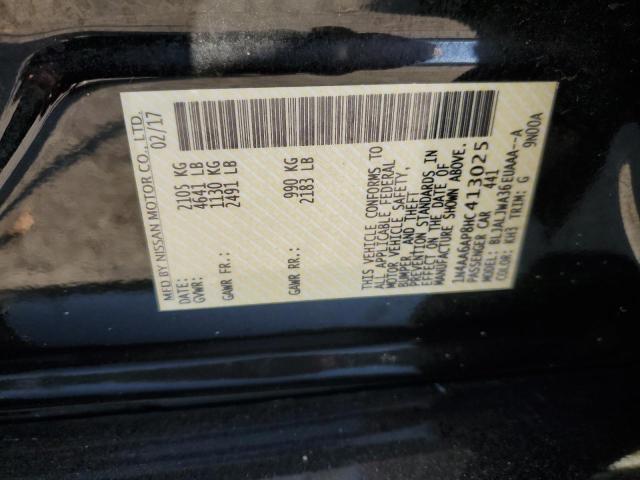 MFD BY NISSAN MOTOR CO., LTD.
DATE: 02/17
GVWR: 2105 KG
4641 LB
GAWR FR: 1130 KG
2491 LB
GAWR RR: 990 KG
2183 LB
THIS VEHICLE CONFORMS TO
ALL APPLICABLE FEDERAL
MOTOR VEHICLE SAFETY,
BUMPER, AND THEFT
PREVENTION STANDARDS IN
EFFECT ON THE DATE OF
MANUFACTURE SHOWN ABOVE.
1N4AA6AP8HC413025
PASSENGER CAR 441
MODEL: BLJALJWA36EUAAA--A
COLOR: KH3 TRIM: G 9N00A